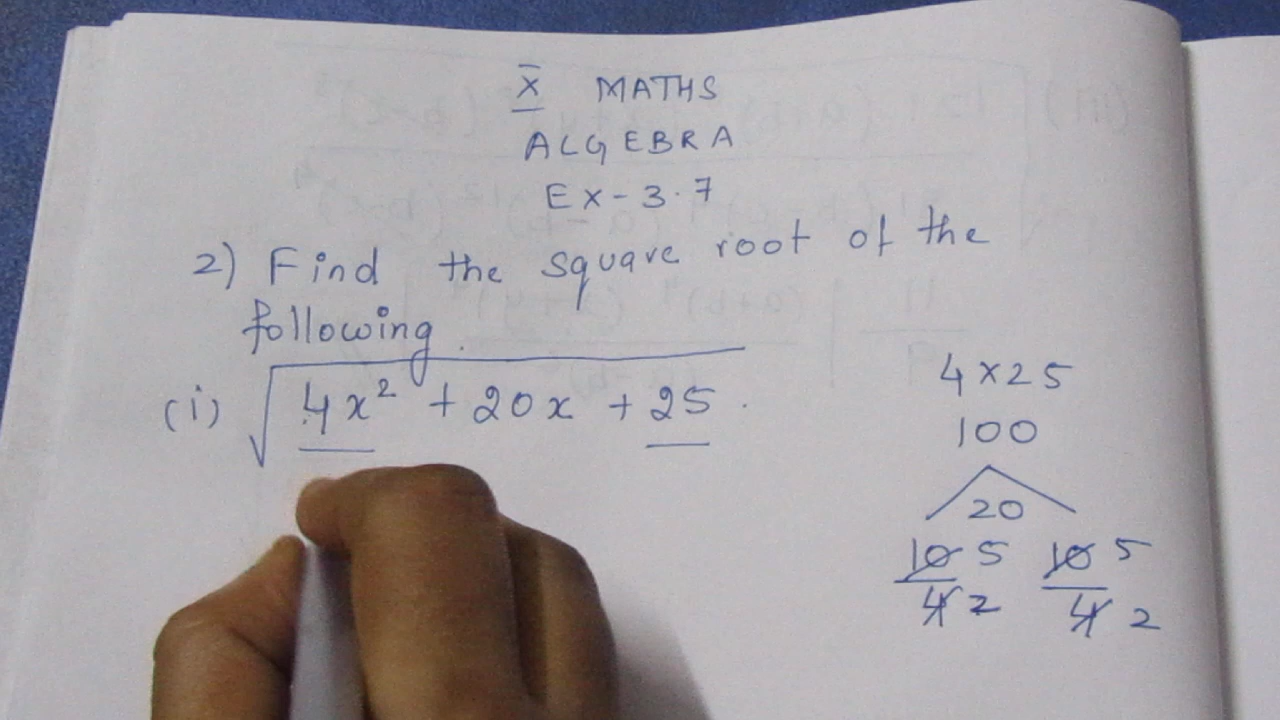 X MATHS
ALGEBRA
EX-3.7
2) Find the square root of the
following.
(i) √4x² + 20x + 25.
4×25
100
20
10 5 10 5
4 2 4 2